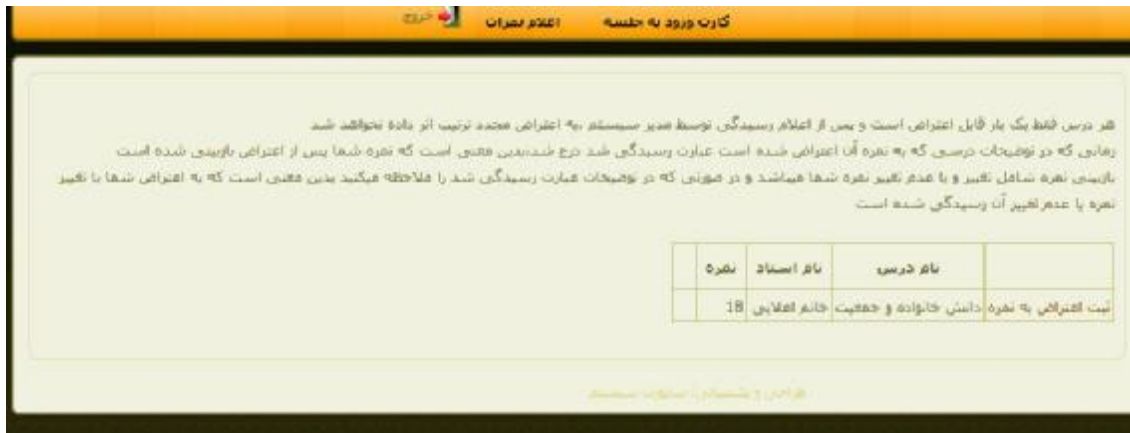 کارت ورود به جلسه اعلام نمرات خروج
هر درس فقط یک بار قابل اعتراض است و پس از اعلام رسیدگی توسط مدیر سیستم ،به اعتراض مجدد ترتیب اثر داده نخواهد شد
زمانی که در توضیحات درسی که به نمره آن اعتراض شده است عبارت رسیدگی شد درج شد،بدین معنی است که نمره شما پس از اعتراض بازبینی شده است
بازبینی نمره شامل تغییر و یا عدم تغییر نمره شما میباشد و در صورتی که در توضیحات عبارت رسیدگی شد را ملاحظه میکنید بدین معنی است که به اعتراض شما با تغییر
نمره یا عدم تغییر آن رسیدگی شده است
نام درس نام استاد نمره
ثبت اعتراض به نمره دانش خانواده و جمعیت خانم 18
طراحی و پشتیبانی: